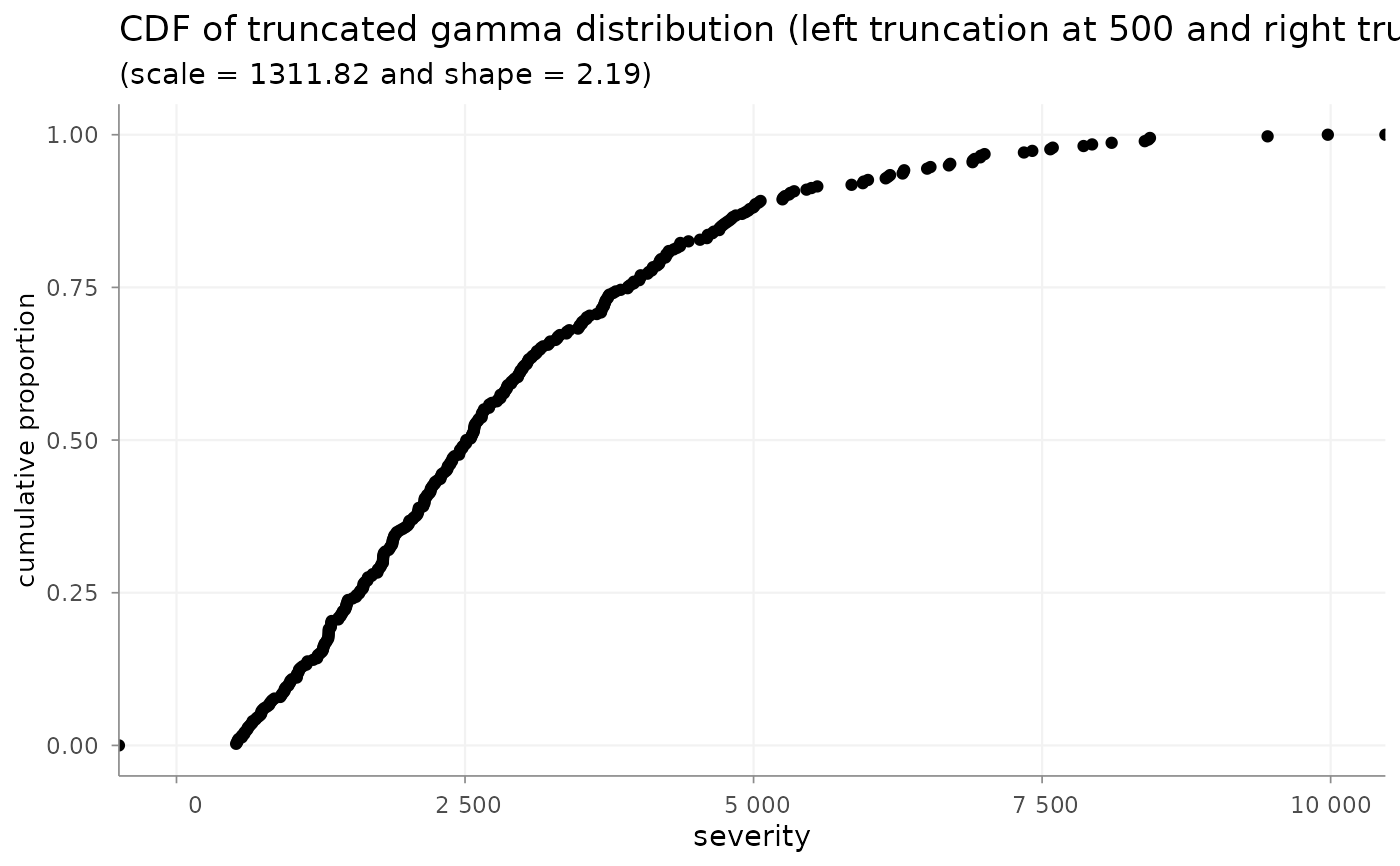 CDF of truncated gamma distribution (left truncation at 500 and right tru
(scale = 1311.82 and shape = 2.19)
1.00
0.75
0.50
0.25
0.00
cumulative proportion
0
2 500
5 000
7 500
10 000
severity